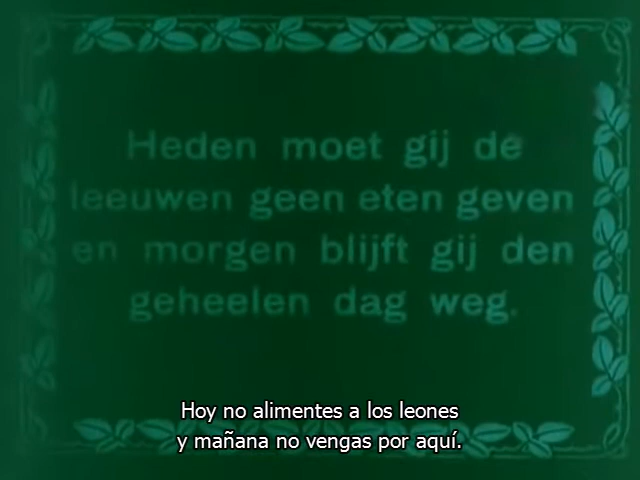 Heden moet gij de
leeuwen geen eten geven
en morgen blijft gij den
geheelen dag weg.
Hoy no alimentes a los leones
y mañana no vengas por aquí.